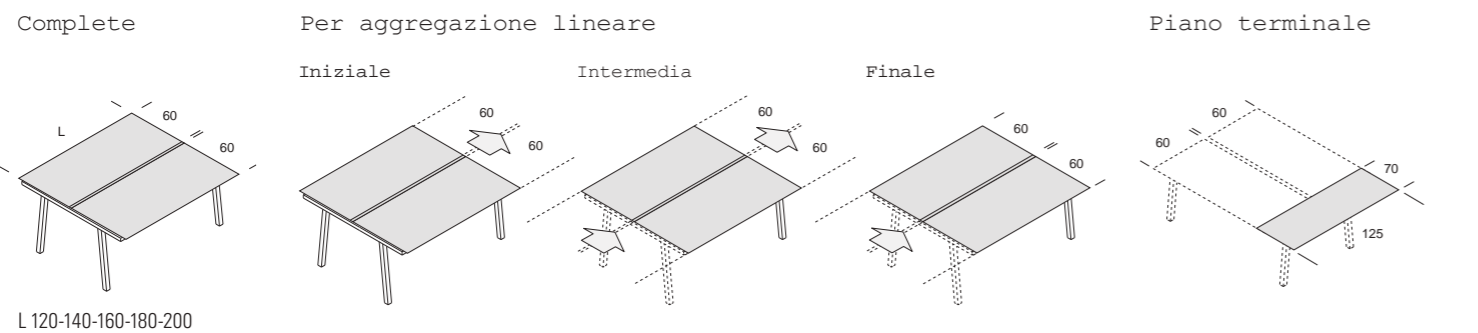 Complete
Per aggregazione lineare
Piano terminale
Iniziale
Intermedia
Finale
L
60
60
60
60
60
60
60
60
60
60
70
125
L 120-140-160-180-200